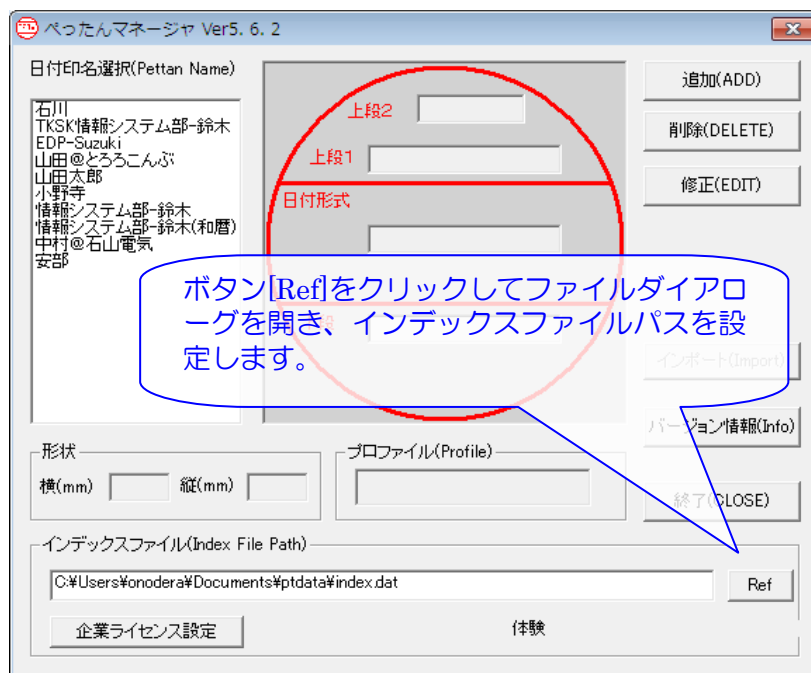 ぺったんマネージャ Ver5. 6. 2
日付印名選択(Pettan Name)
石川
TKSK情報システム部-鈴木
EDP-Suzuki
山田@とろろこんぶ
山田太郎
小野寺
情報システム部-鈴木
情報システム部-鈴木(和暦)
中村@石山電気
安部
上段2
上段1
日付形式
追加(ADD)
削除(DELETE)
修正(EDIT)
ボタン[Ref]をクリックしてファイルダイアロ
ーグを開き、インデックスファイルパスを設
定します。
インポート(Import)
バージョン情報(Info)
終了(CLOSE)
形状
横(mm)
縦(mm)
プロファイル(Profile)
インデックスファイル(Index File Path)
C:¥Users¥onodera¥Documents¥ptdata¥index.dat
Ref
企業ライセンス設定
体験